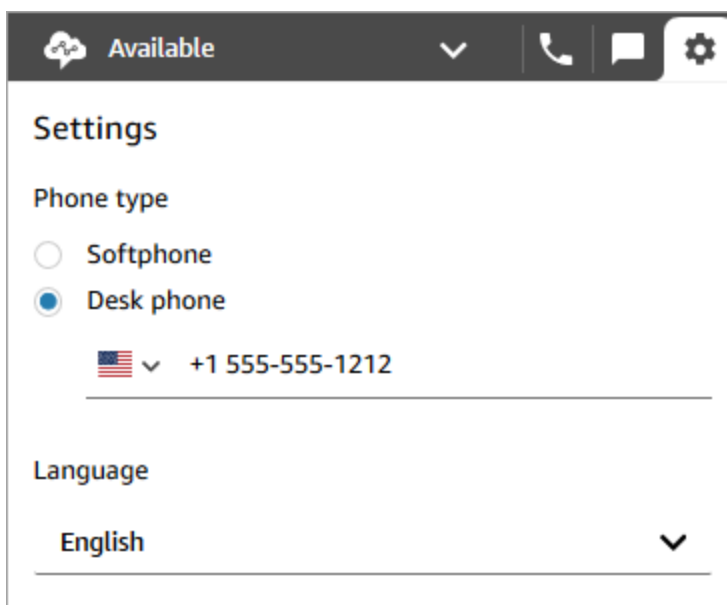 Available
Settings
Phone type
Softphone
Desk phone
+1 555-555-1212
Language
English